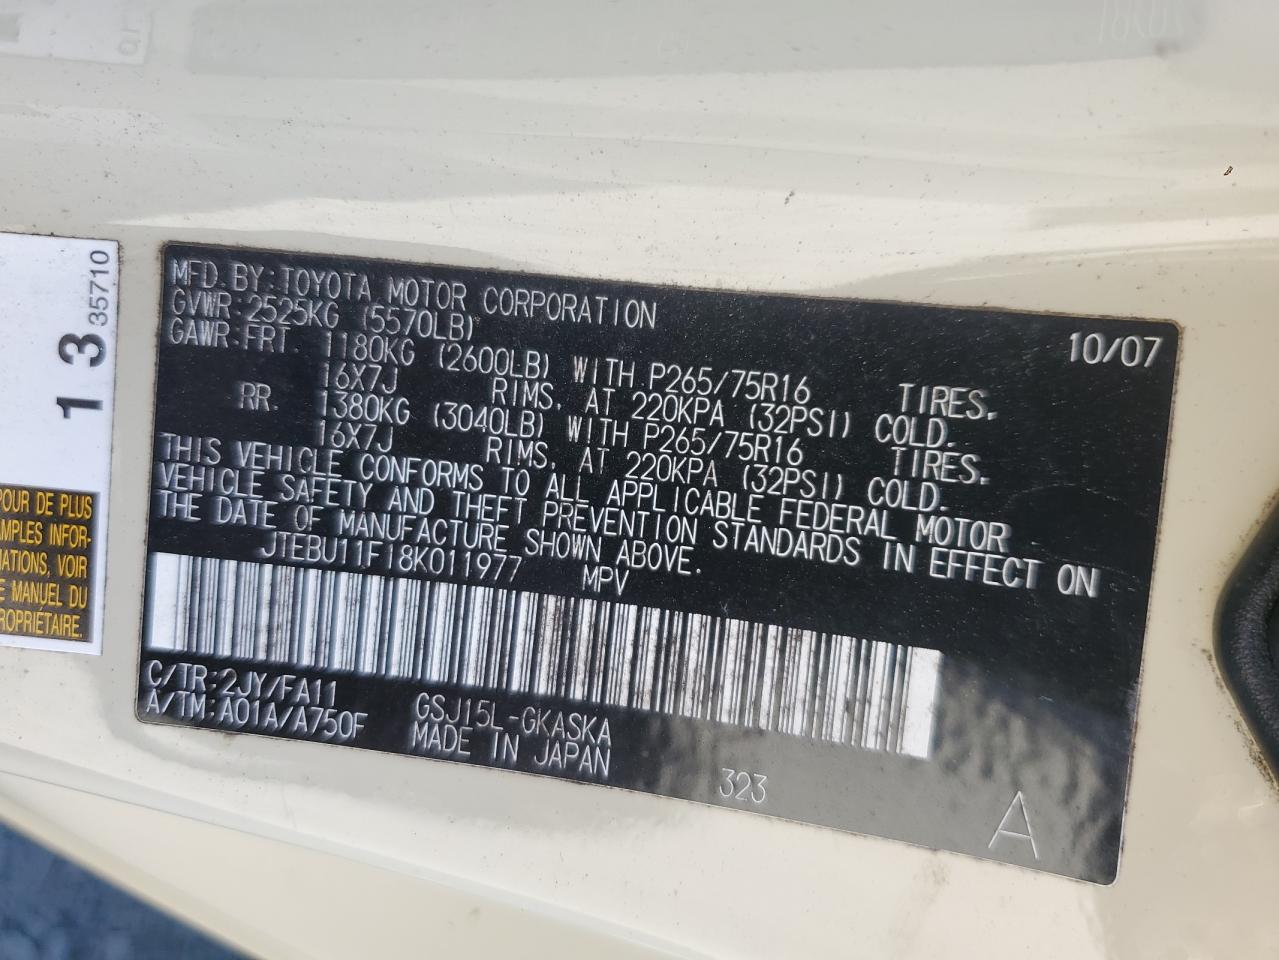 MFD.BY:TOYOTA MOTOR CORPORATION 10/07
GVWR:2525KG (5570LB)
GAWR:FRT. 1180KG (2600LB) WITH P265/75R16 TIRES.
16X7J RIMS, AT 220KPA (32PSI) COLD.
RR. 1380KG (3040LB) WITH P265/75R16 TIRES.
16X7J RIMS, AT 220KPA (32PSI) COLD.
THIS VEHICLE CONFORMS TO ALL APPLICABLE FEDERAL MOTOR
VEHICLE SAFETY AND THEFT PREVENTION STANDARDS IN EFFECT ON
THE DATE OF MANUFACTURE SHOWN ABOVE.
JTEBU11F18K011977 MPV
C/TR:2JY/FA11 GSJ15L-GKASKA
A/TM:A01A/A750F MADE IN JAPAN
323
A
1 3
35710
POUR DE PLUS
AMPLES INFOR-
MATIONS, VOIR
LE MANUEL DU
PROPRIÉTAIRE.